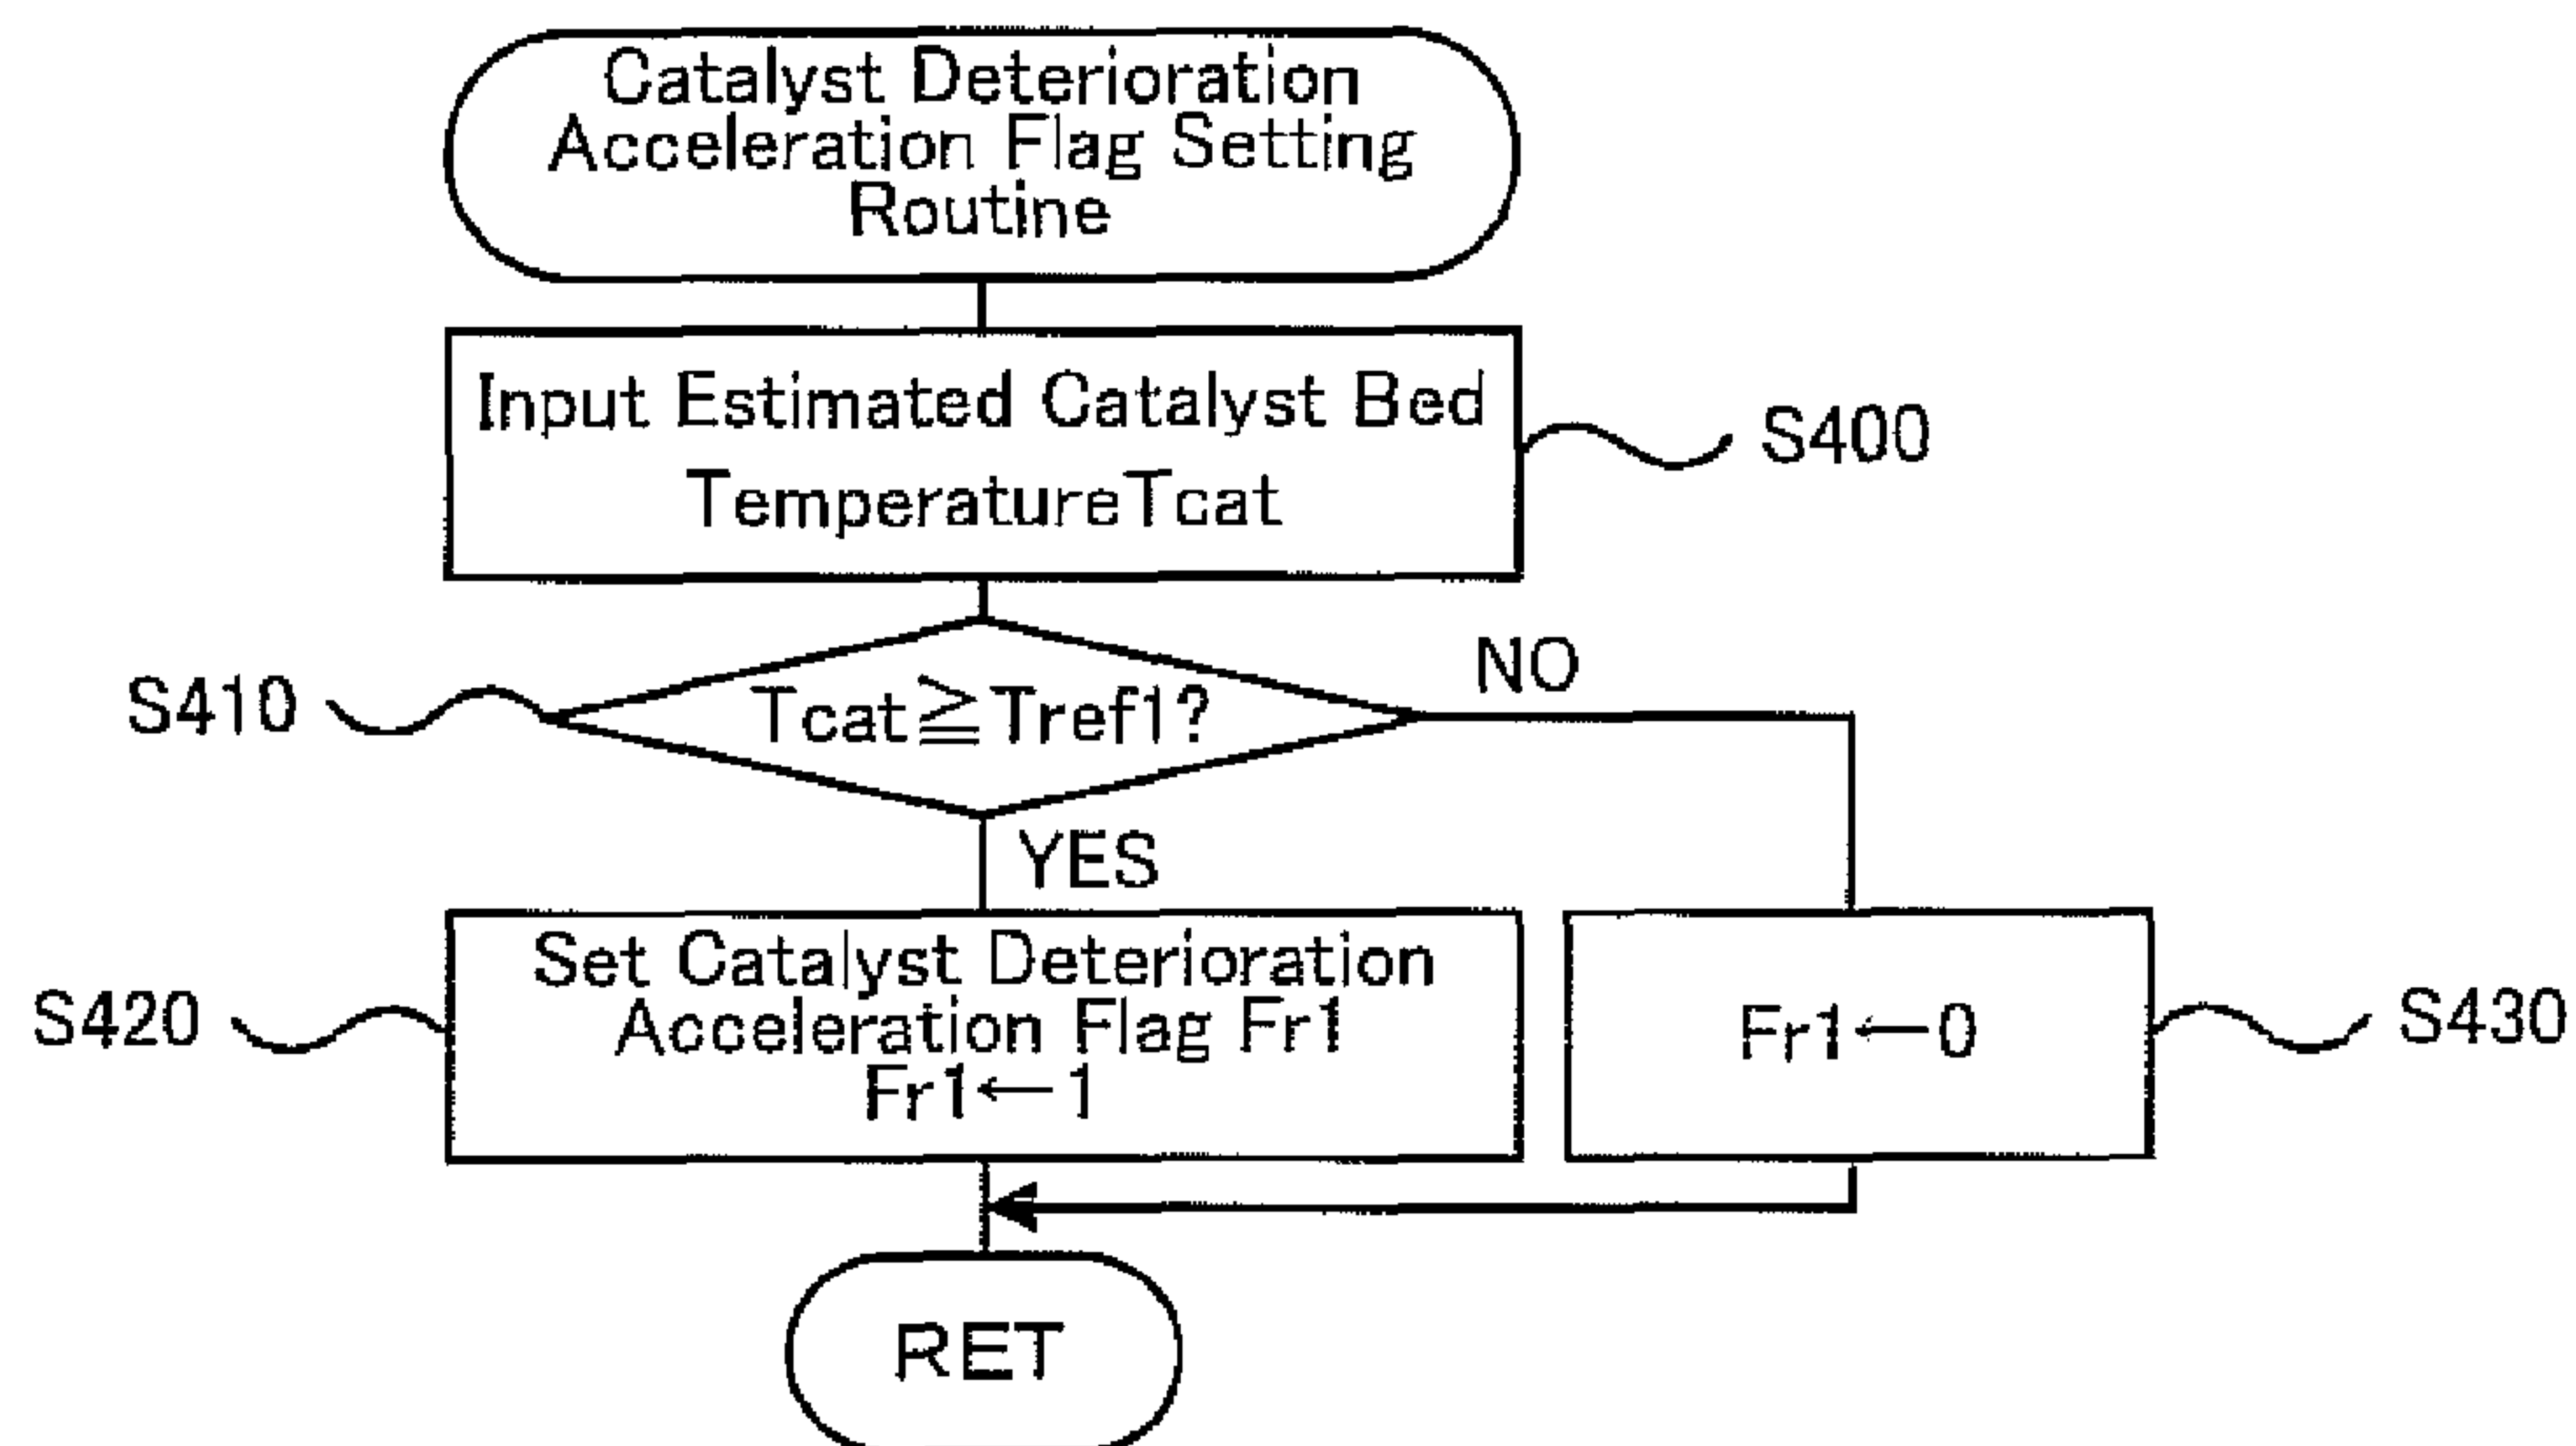 Catalyst Deterioration
Acceleration Flag Setting
Routine
Input Estimated Catalyst Bed
TemperatureTcat
S400
NO
S410
Tcat≧Tref1?
YES
Set Catalyst Deterioration
Acceleration Flag Fr1
Fr1←1
S420
Fr1←0
S430
RET